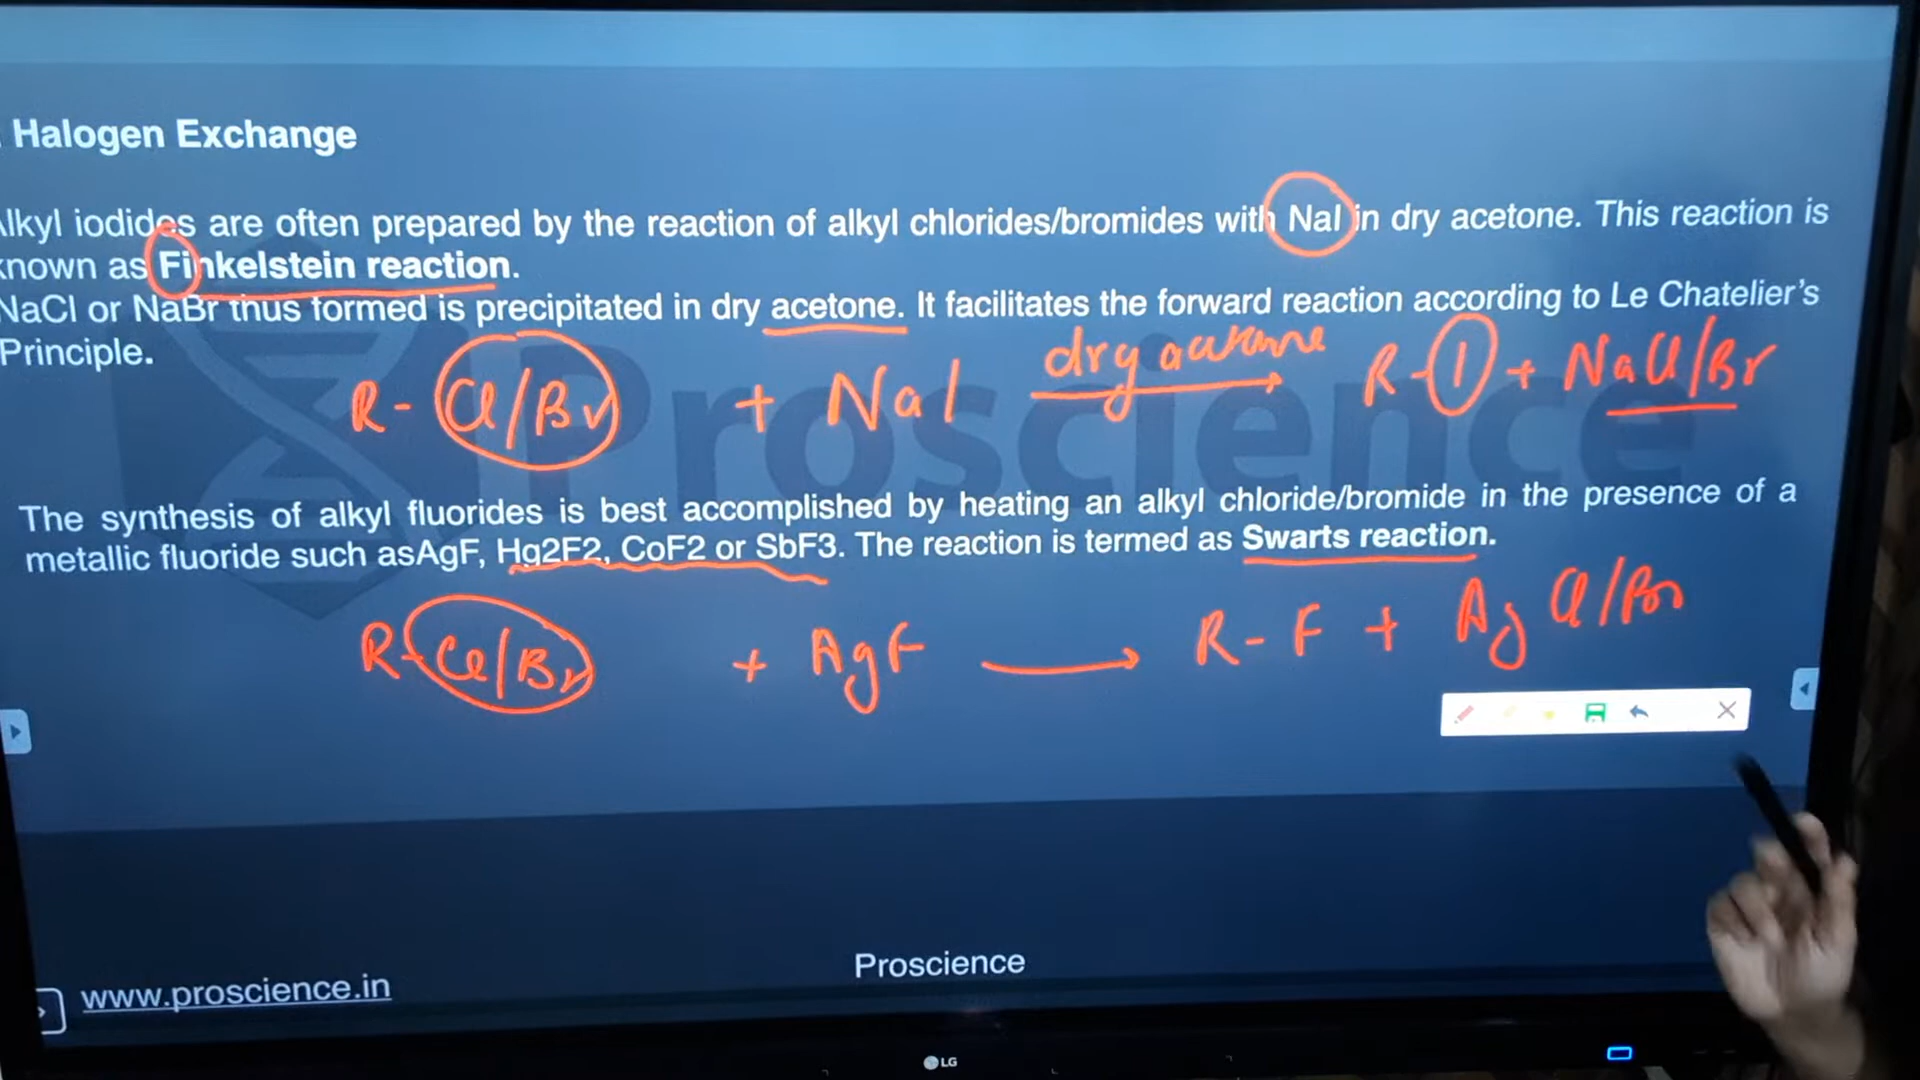 Halogen Exchange
lkyl iodides are often prepared by the reaction of alkyl chlorides/bromides with NaI in dry acetone. This reaction is
known as Finkelstein reaction.
NaCl or NaBr thus formed is precipitated in dry acetone. It facilitates the forward reaction according to Le Chatelier's
Principle.
R - Cl/Br + NaI dry acetone R - I + NaCl/Br
Proscience
The synthesis of alkyl fluorides is best accomplished by heating an alkyl chloride/bromide in the presence of a
metallic fluoride such asAgF, Hg2F2, CoF2 or SbF3. The reaction is termed as Swarts reaction.
R - Cl/Br + AgF → R - F + Ag Cl/Br
Proscience
www.proscience.in
LG